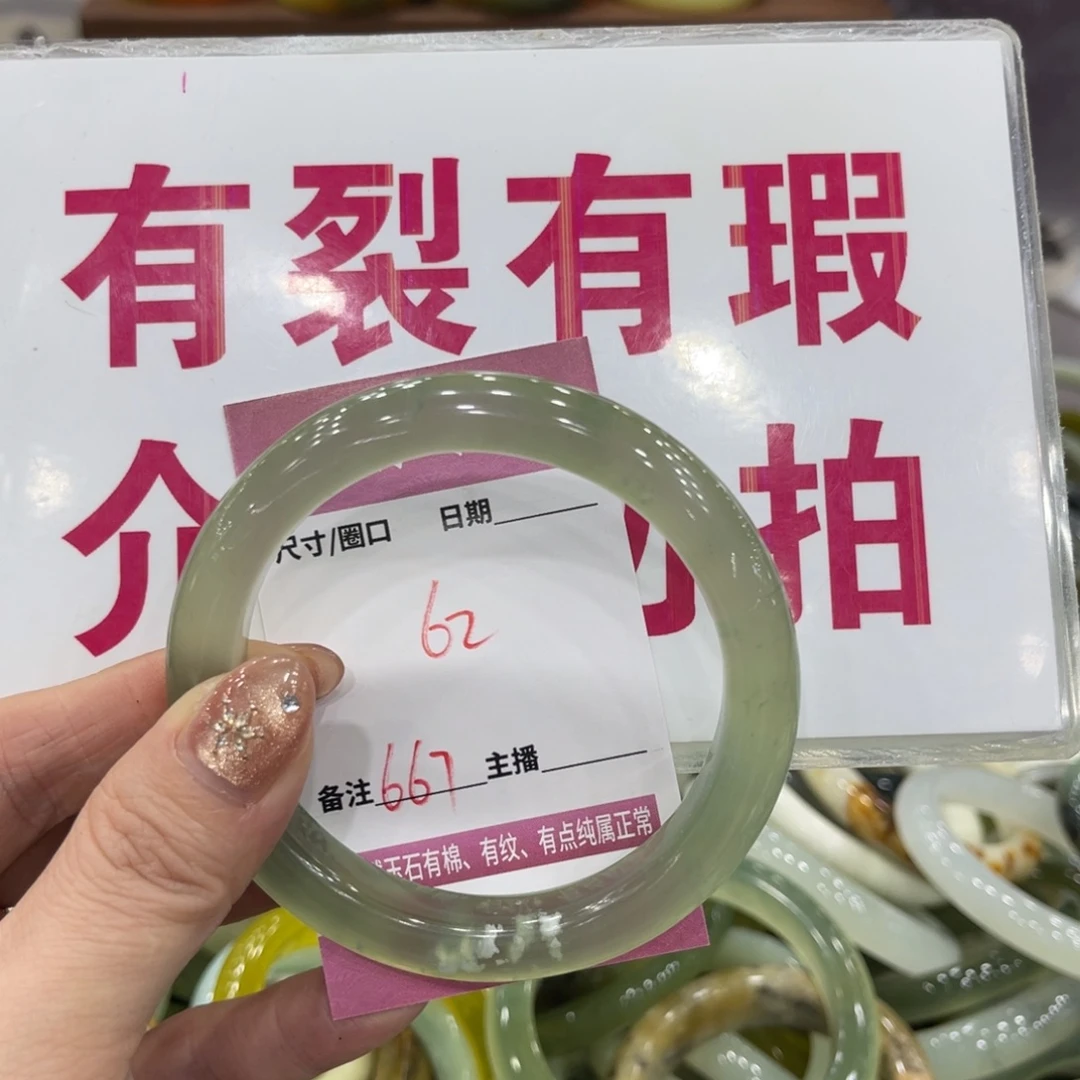 有裂有瑕
介 勿拍
尺寸/圈口 日期
62
备注667 主播
玉石有棉、有纹、有点纯属正常